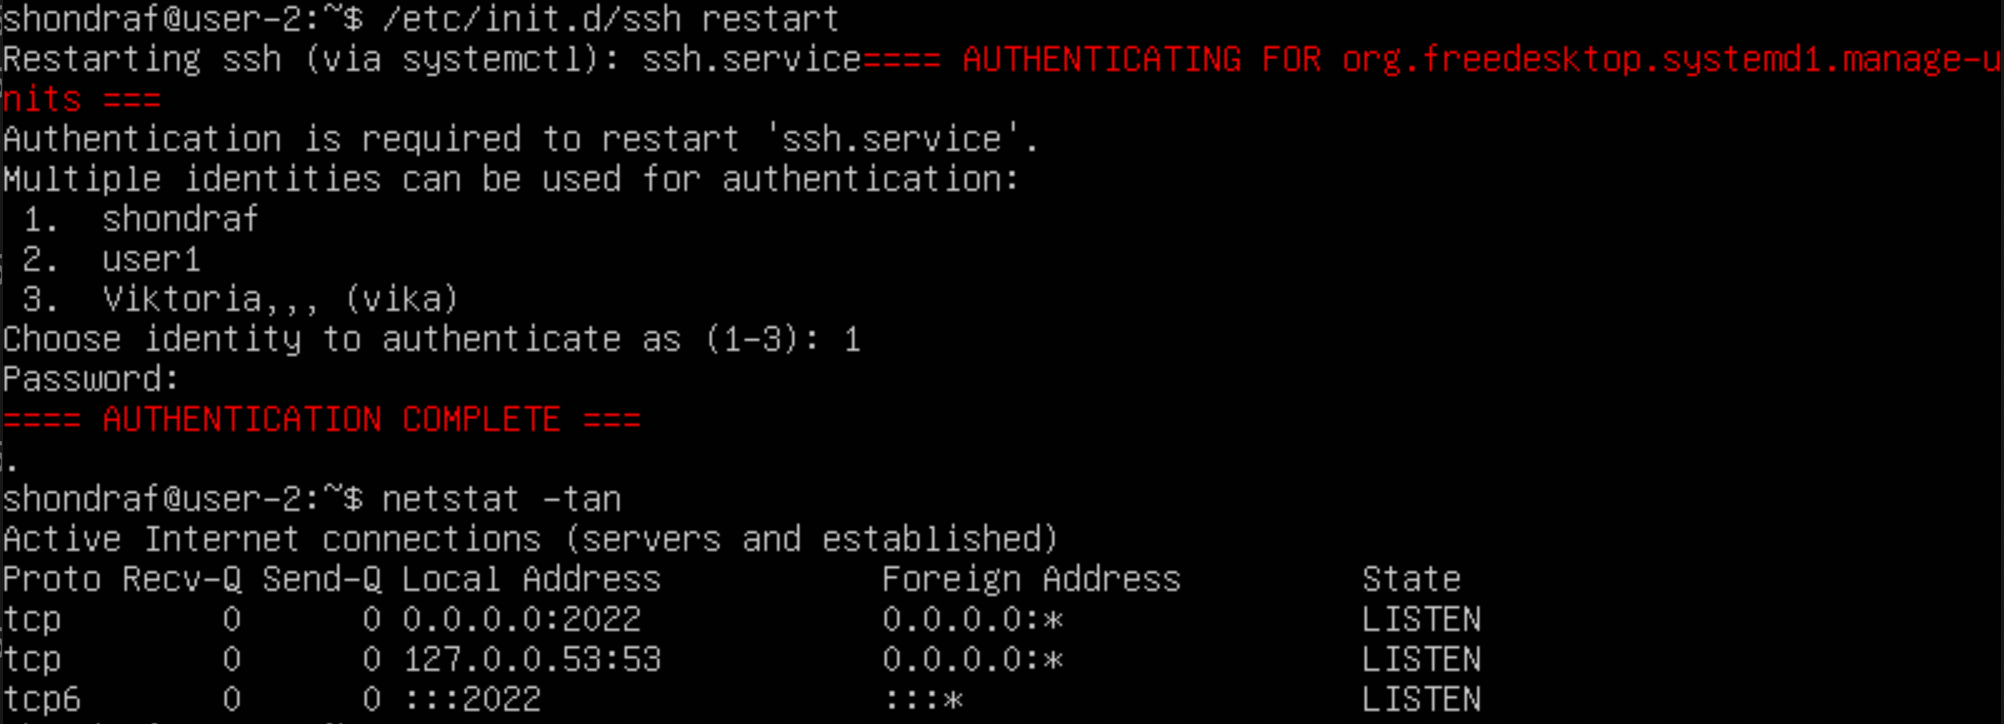 shondraf@user-2:~$ /etc/init.d/ssh restart
Restarting ssh (via systemctl): ssh.service==== AUTHENTICATING FOR org.freedesktop.systemd1.manage-u
nits ===
Authentication is required to restart 'ssh.service'.
Multiple identities can be used for authentication:
 1.  shondraf
 2.  user1
 3.  Viktoria,,, (vika)
Choose identity to authenticate as (1-3): 1
Password:
==== AUTHENTICATION COMPLETE ===
.
shondraf@user-2:~$ netstat -tan
Active Internet connections (servers and established)
Proto Recv-Q Send-Q Local Address           Foreign Address         State
tcp        0      0 0.0.0.0:2022            0.0.0.0:*               LISTEN
tcp        0      0 127.0.0.53:53           0.0.0.0:*               LISTEN
tcp6       0      0 :::2022                 :::*                    LISTEN